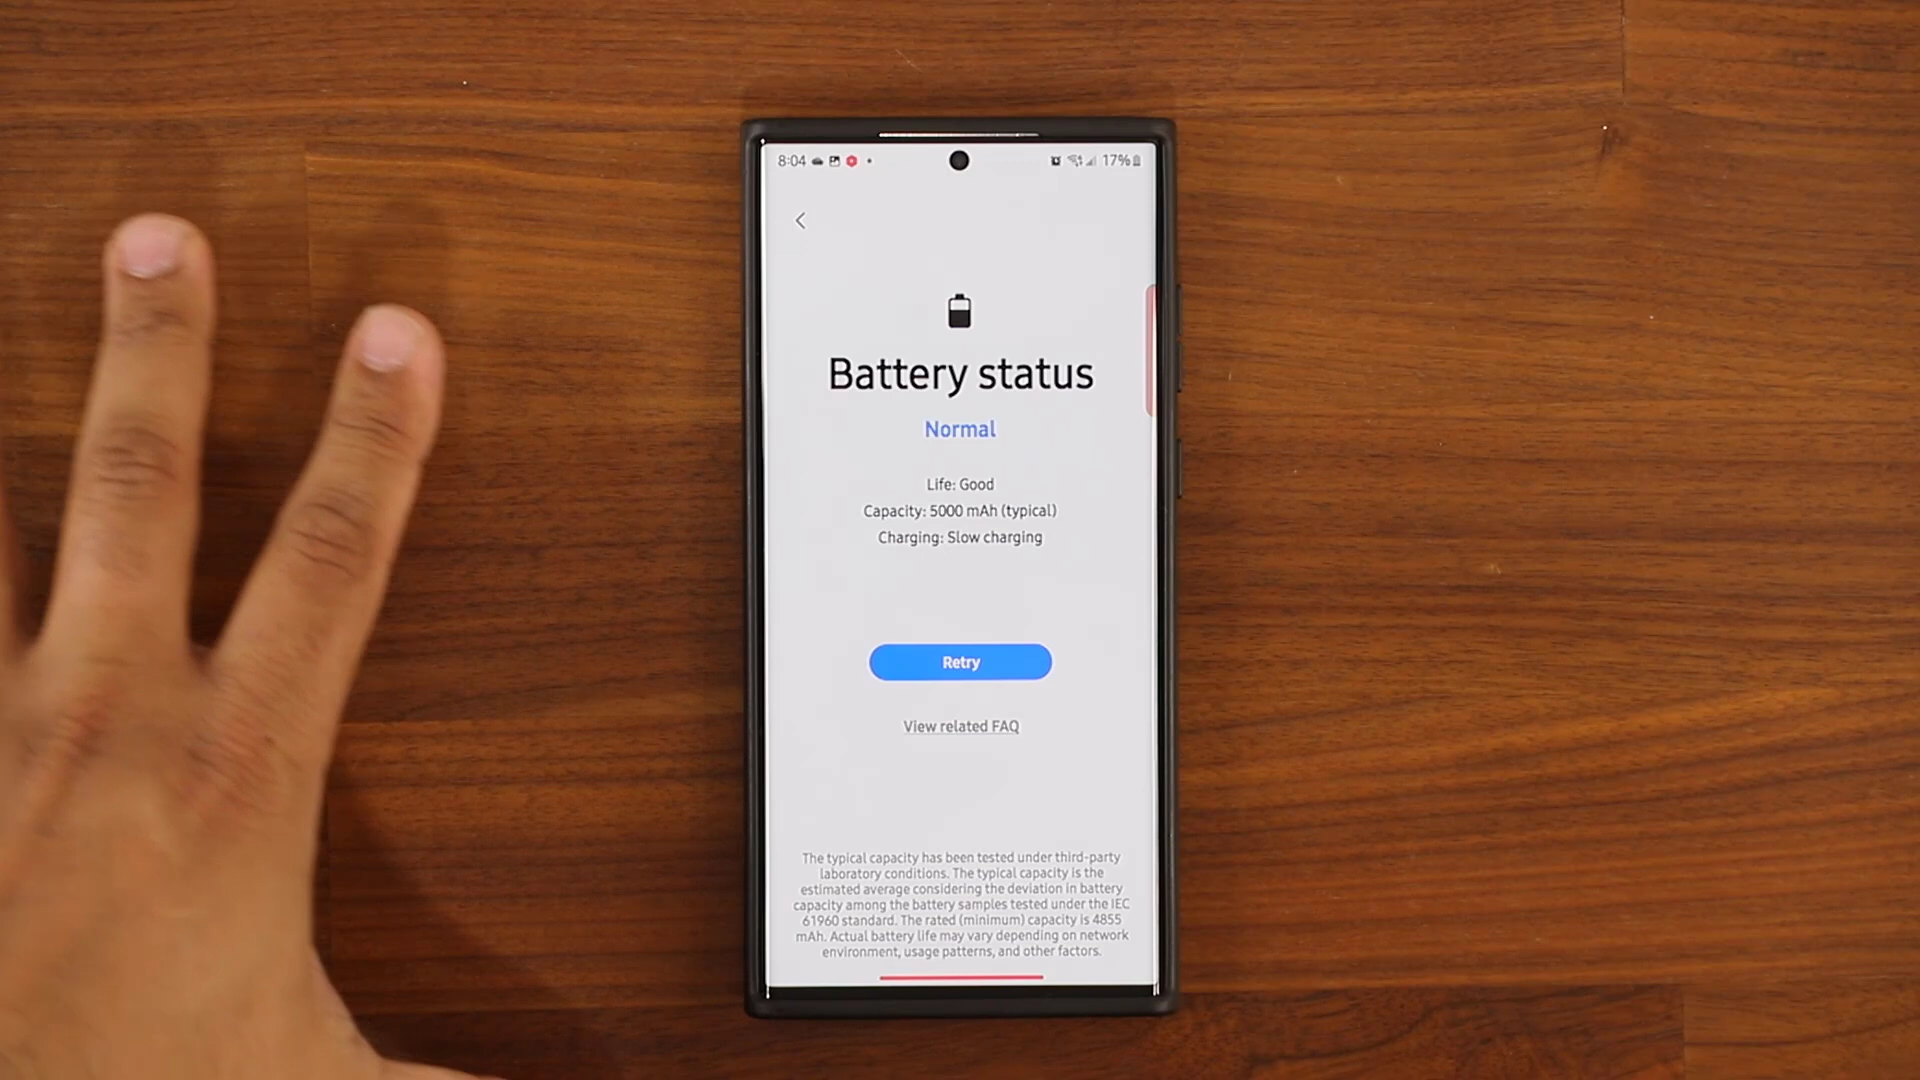 8:04
17%
Battery status
Normal
Life: Good
Capacity: 5000 mAh (typical)
Charging: Slow charging
Retry
View related FAQ
The typical capacity has been tested under third-party
laboratory conditions. The typical capacity is the
estimated average considering the deviation in battery
capacity among the battery samples tested under the IEC
61960 standard. The rated (minimum) capacity is 4855
mAh. Actual battery life may vary depending on network
environment, usage patterns, and other factors.